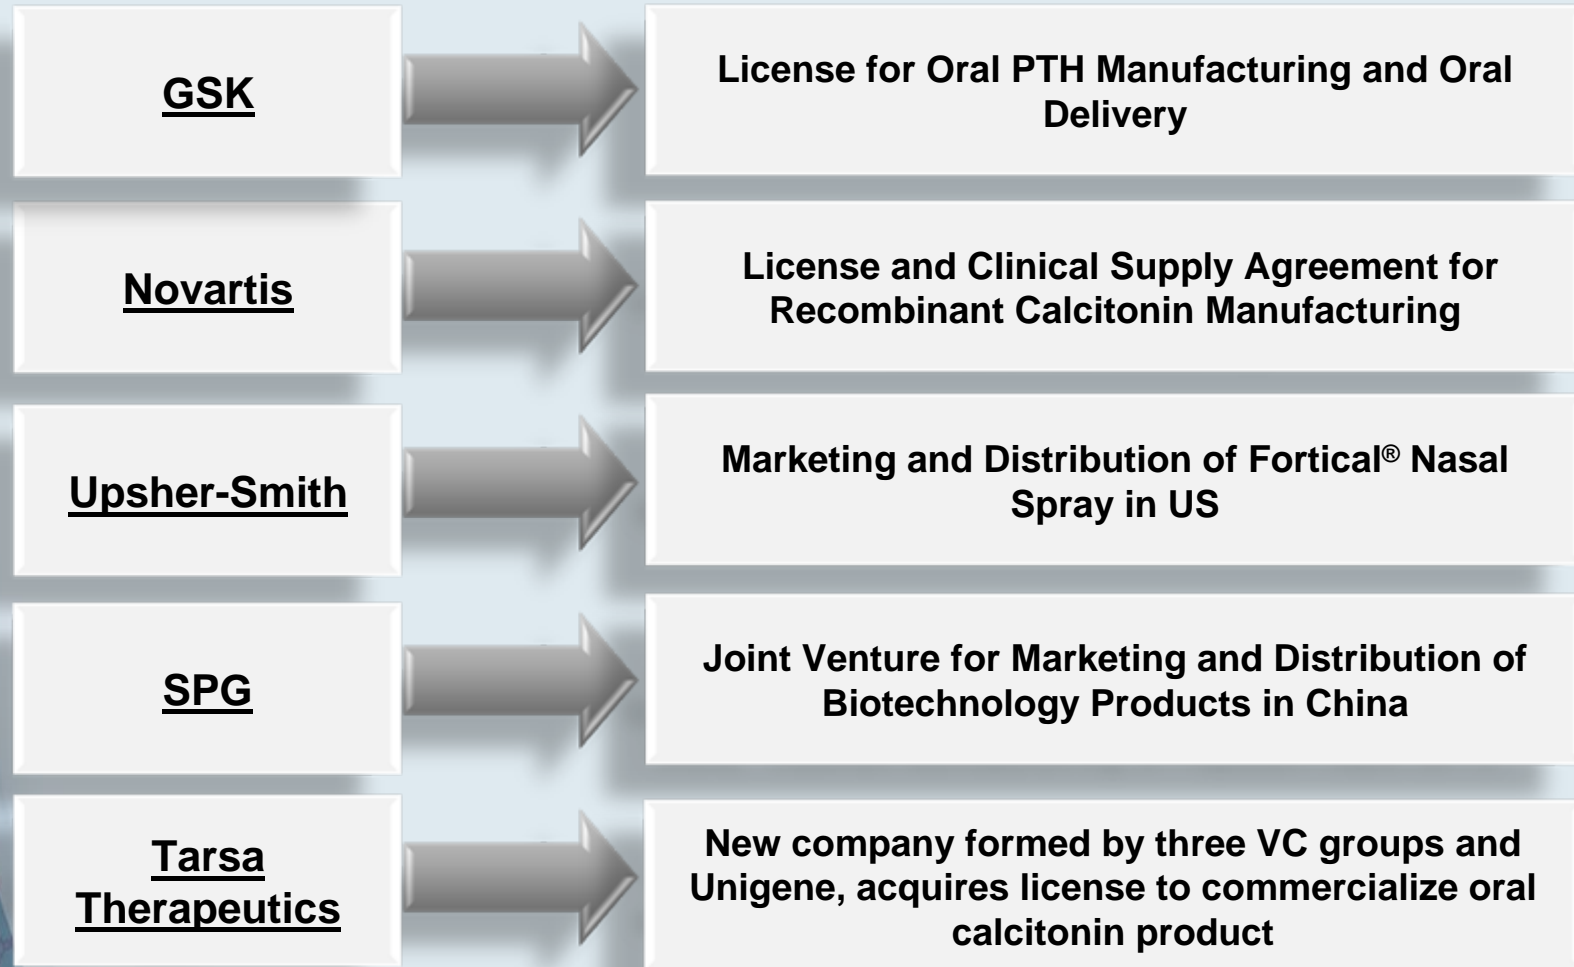 GSK
License for Oral PTH Manufacturing and Oral
Delivery
Novartis
License and Clinical Supply Agreement for
Recombinant Calcitonin Manufacturing
Upsher-Smith
Marketing and Distribution of Fortical® Nasal
Spray in US
SPG
Joint Venture for Marketing and Distribution of
Biotechnology Products in China
Tarsa
Therapeutics
New company formed by three VC groups and
Unigene, acquires license to commercialize oral
calcitonin product